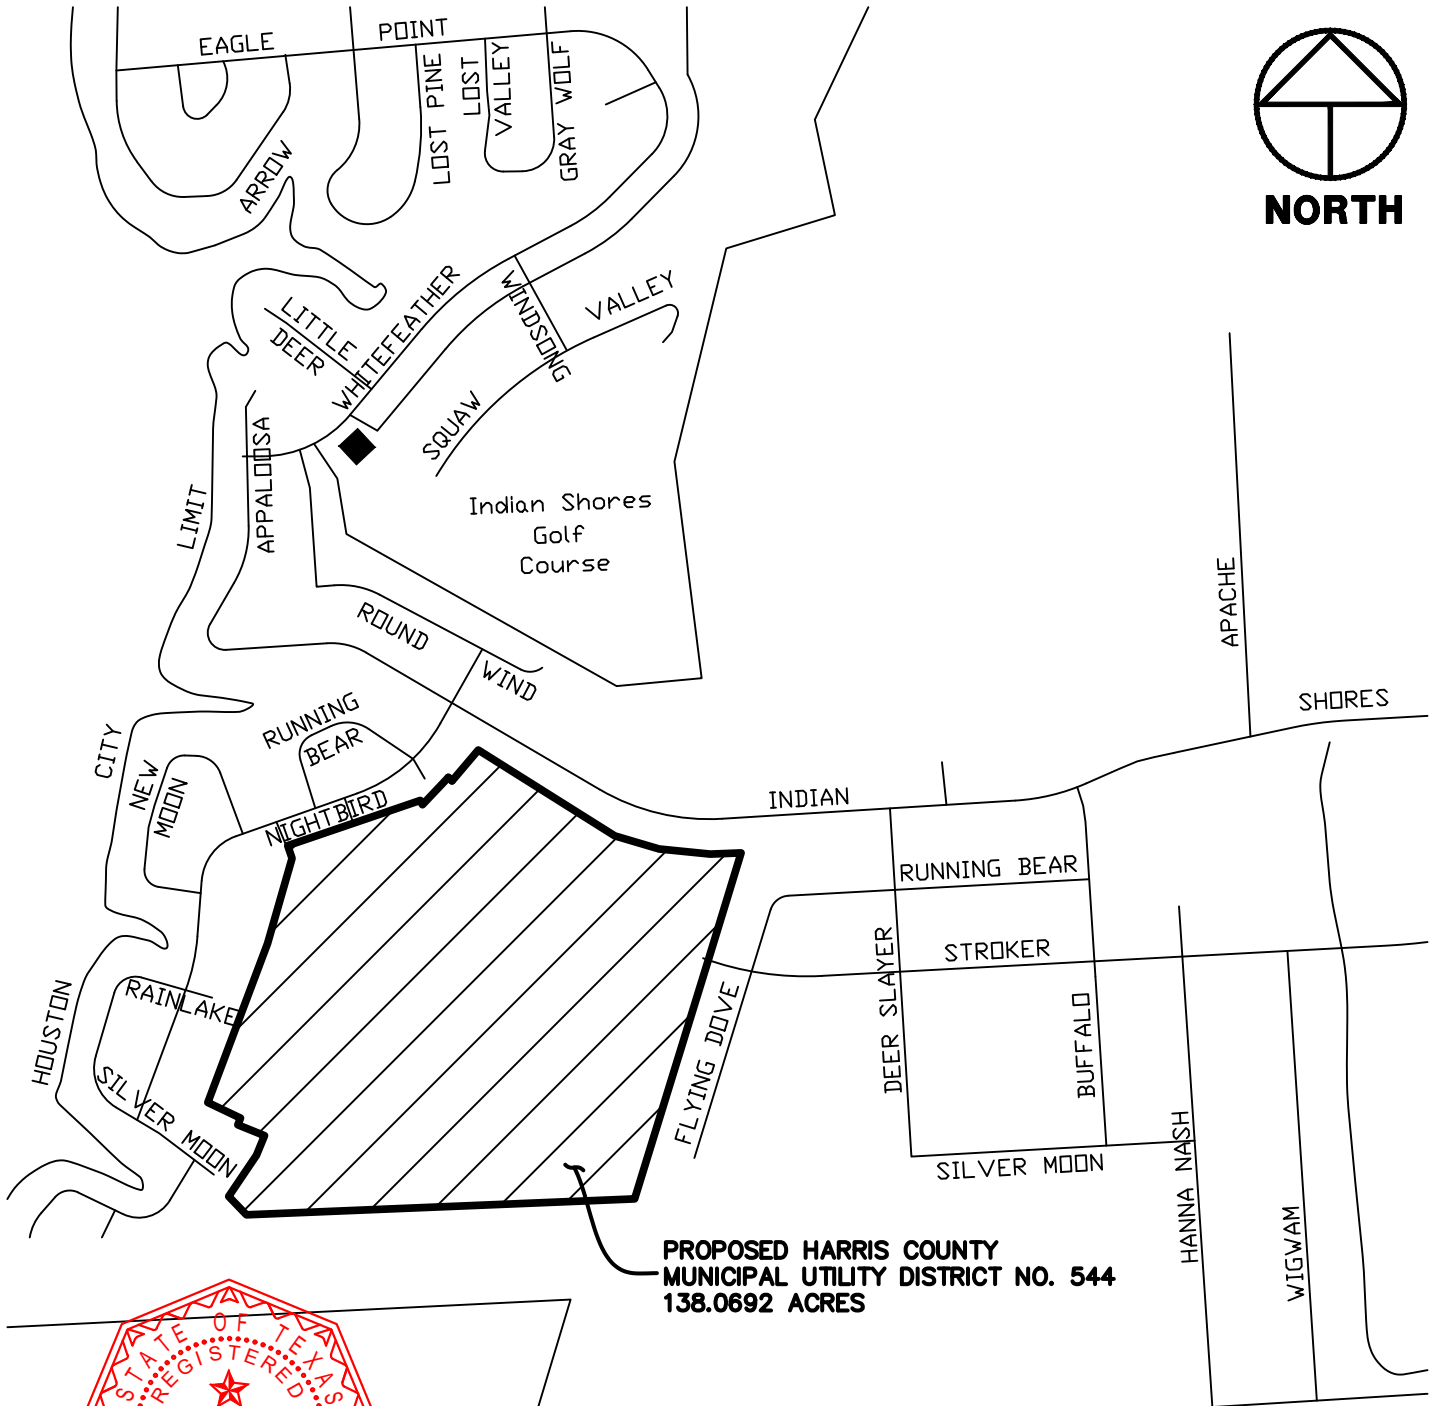 EAGLE
POINT
LOST PINE
LOST
VALLEY
GRAY WOLF
ARROW
NORTH
LITTLE
DEER
WHITEFEATHER
WINDSONG
VALLEY
SQUAW
APPALOOSA
LIMIT
Indian Shores
Golf
Course
ROUND
WIND
APACHE
SHORES
RUNNING
BEAR
CITY
NEW
MOON
NIGHTBIRD
INDIAN
RUNNING BEAR
STROKER
DEER SLAYER
BUFFALO
FLYING DOVE
RAINLAKE
HOUSTON
SILVER MOON
SILVER MOON
HANNA NASH
WIGWAM
PROPOSED HARRIS COUNTY
MUNICIPAL UTILITY DISTRICT NO. 544
138.0692 ACRES
STATE OF TEXAS
REGISTERED